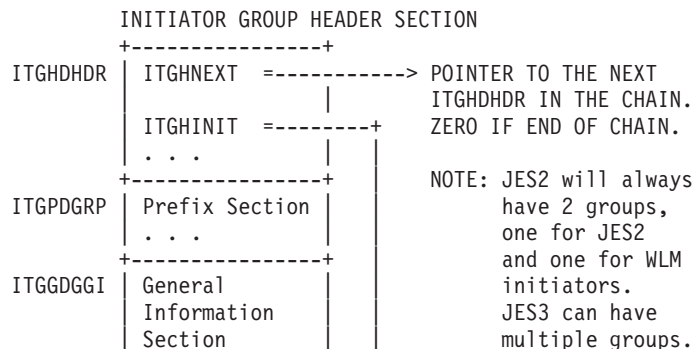 INITIATOR GROUP HEADER SECTION
+----------------+
ITGHDHDR | ITGHNEXT =-----------> POINTER TO THE NEXT
| | ITGHDHDR IN THE CHAIN.
| ITGHINIT =--------+ ZERO IF END OF CHAIN.
| . . . | |
+----------------+ | NOTE: JES2 will always
ITGPDGRP | Prefix Section | | have 2 groups,
| . . . | | one for JES2
+----------------+ | and one for WLM
ITGGDGGI | General | | initiators.
| Information | | JES3 can have
| Section | | multiple groups.